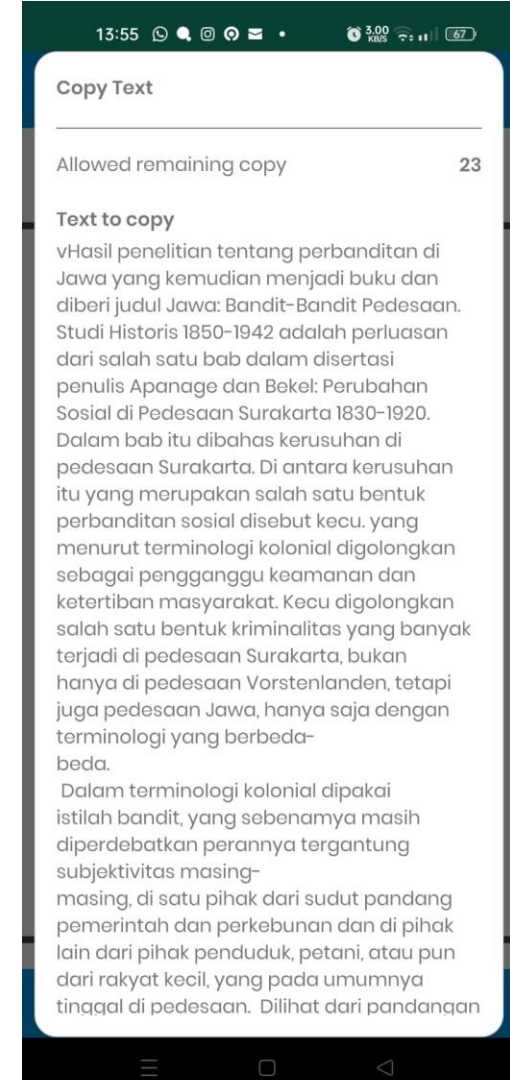 13:55
3.00
KB/S
67
Copy Text
Allowed remaining copy 23
Text to copy
vHasil penelitian tentang perbanditan di
Jawa yang kemudian menjadi buku dan
diberi judul Jawa: Bandit-Bandit Pedesaan.
Studi Historis 1850-1942 adalah perluasan
dari salah satu bab dalam disertasi
penulis Apanage dan Bekel: Perubahan
Sosial di Pedesaan Surakarta 1830-1920.
Dalam bab itu dibahas kerusuhan di
pedesaan Surakarta. Di antara kerusuhan
itu yang merupakan salah satu bentuk
perbanditan sosial disebut kecu. yang
menurut terminologi kolonial digolongkan
sebagai pengganggu keamanan dan
ketertiban masyarakat. Kecu digolongkan
salah satu bentuk kriminalitas yang banyak
terjadi di pedesaan Surakarta, bukan
hanya di pedesaan Vorstenlanden, tetapi
juga pedesaan Jawa, hanya saja dengan
terminologi yang berbeda-
beda.
Dalam terminologi kolonial dipakai
istilah bandit, yang sebenamya masih
diperdebatkan perannya tergantung
subjektivitas masing-
masing, di satu pihak dari sudut pandang
pemerintah dan perkebunan dan di pihak
lain dari pihak penduduk, petani, atau pun
dari rakyat kecil, yang pada umumnya
tinggal di pedesaan. Dilihat dari pandangan